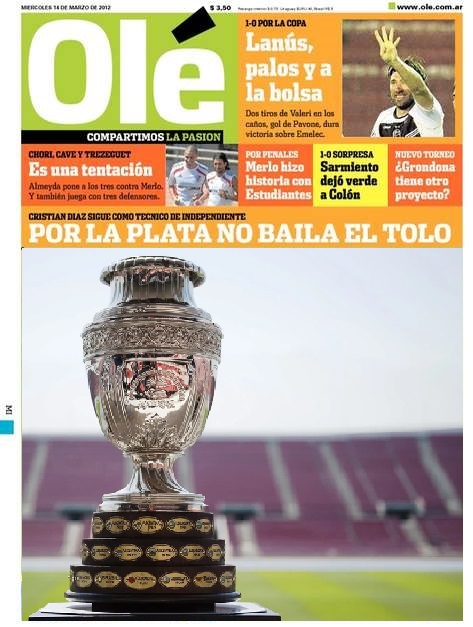 MIERCOLES 14 DE MARZO DE 2012
$ 3,50
www.ole.com.ar
Olé
COMPARTIMOS LA PASION
1-0 POR LA COPA
Lanús,
palos y a
la bolsa
Dos tiros de Valeri en los
caños, gol de Pavone, dura
victoria sobre Emelec.
CHORI, CAVE Y TREZEGUET
Es una tentación
Almeyda pone a los tres contra Merlo.
Y también juega con tres defensores.
POR PENALES
Merlo hizo
historia con
Estudiantes
1-0 SORPRESA
Sarmiento
dejó verde
a Colón
NUEVO TORNEO
¿Grondona
tiene otro
proyecto?
CRISTIAN DIAZ SIGUE COMO TECNICO DE INDEPENDIENTE
POR LA PLATA NO BAILA EL TOLO
MI